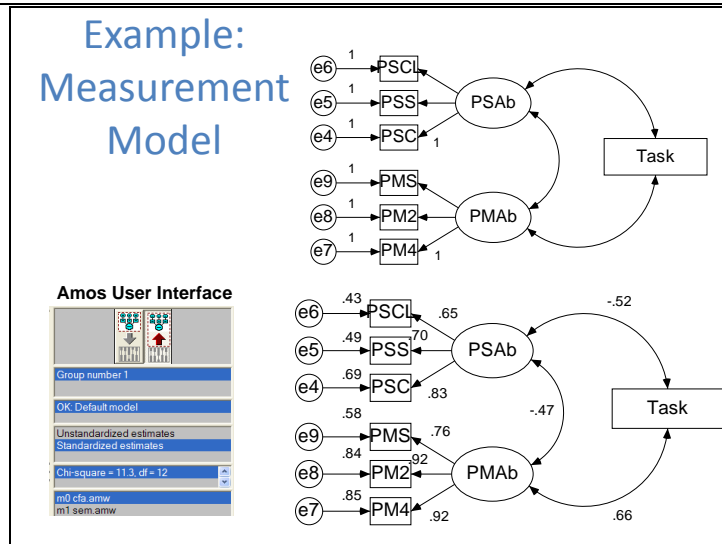 Example:
Measurement
Model
1
e6
PSCL
1
e5
PSS
PSAb
1
e4
PSC
1
Task
1
e9
PMS
1
e8
PM2
PMAb
1
e7
PM4
1
Amos User Interface
Group number 1
OK: Default model
Unstandardized estimates
Standardized estimates
Chi-square = 11.3, df = 12
m0 cfa.amw
m1 sem.amw
.43
e6
PSCL
.65
-.52
.49
e5
PSS
.70
PSAb
.69
e4
PSC
.83
-.47
Task
.58
e9
PMS
.76
.84
e8
PM2
.92
PMAb
.85
e7
PM4
.92
.66